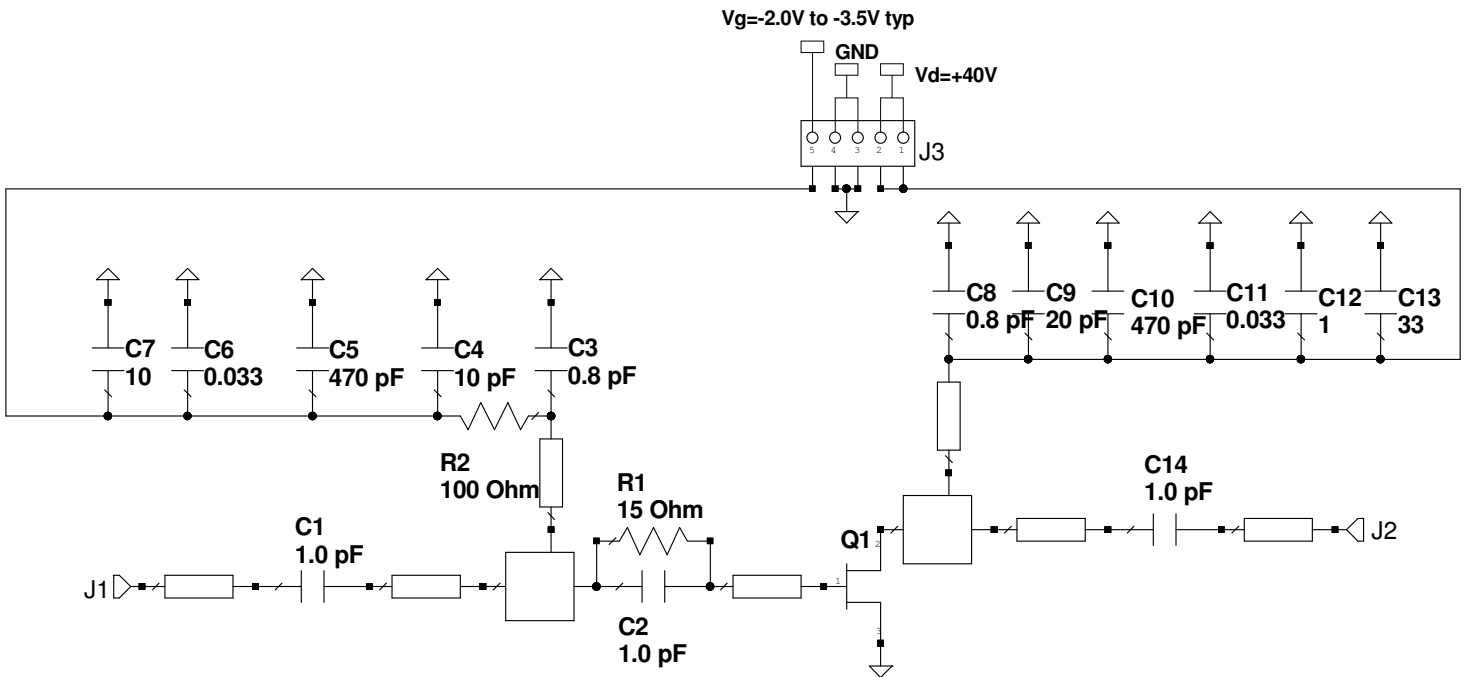 Vg=-2.0V to -3.5V typ
GND
Vd=+40V
5 4 3 2 1
J3
C8
0.8 pF
C9
20 pF
C10
470 pF
C11
0.033
C12
1
C13
33
C7
10
C6
0.033
C5
470 pF
C4
10 pF
C3
0.8 pF
R2
100 Ohm
R1
15 Ohm
C14
1.0 pF
C1
1.0 pF
Q1
2
J2
J1
1
C2
1.0 pF
3